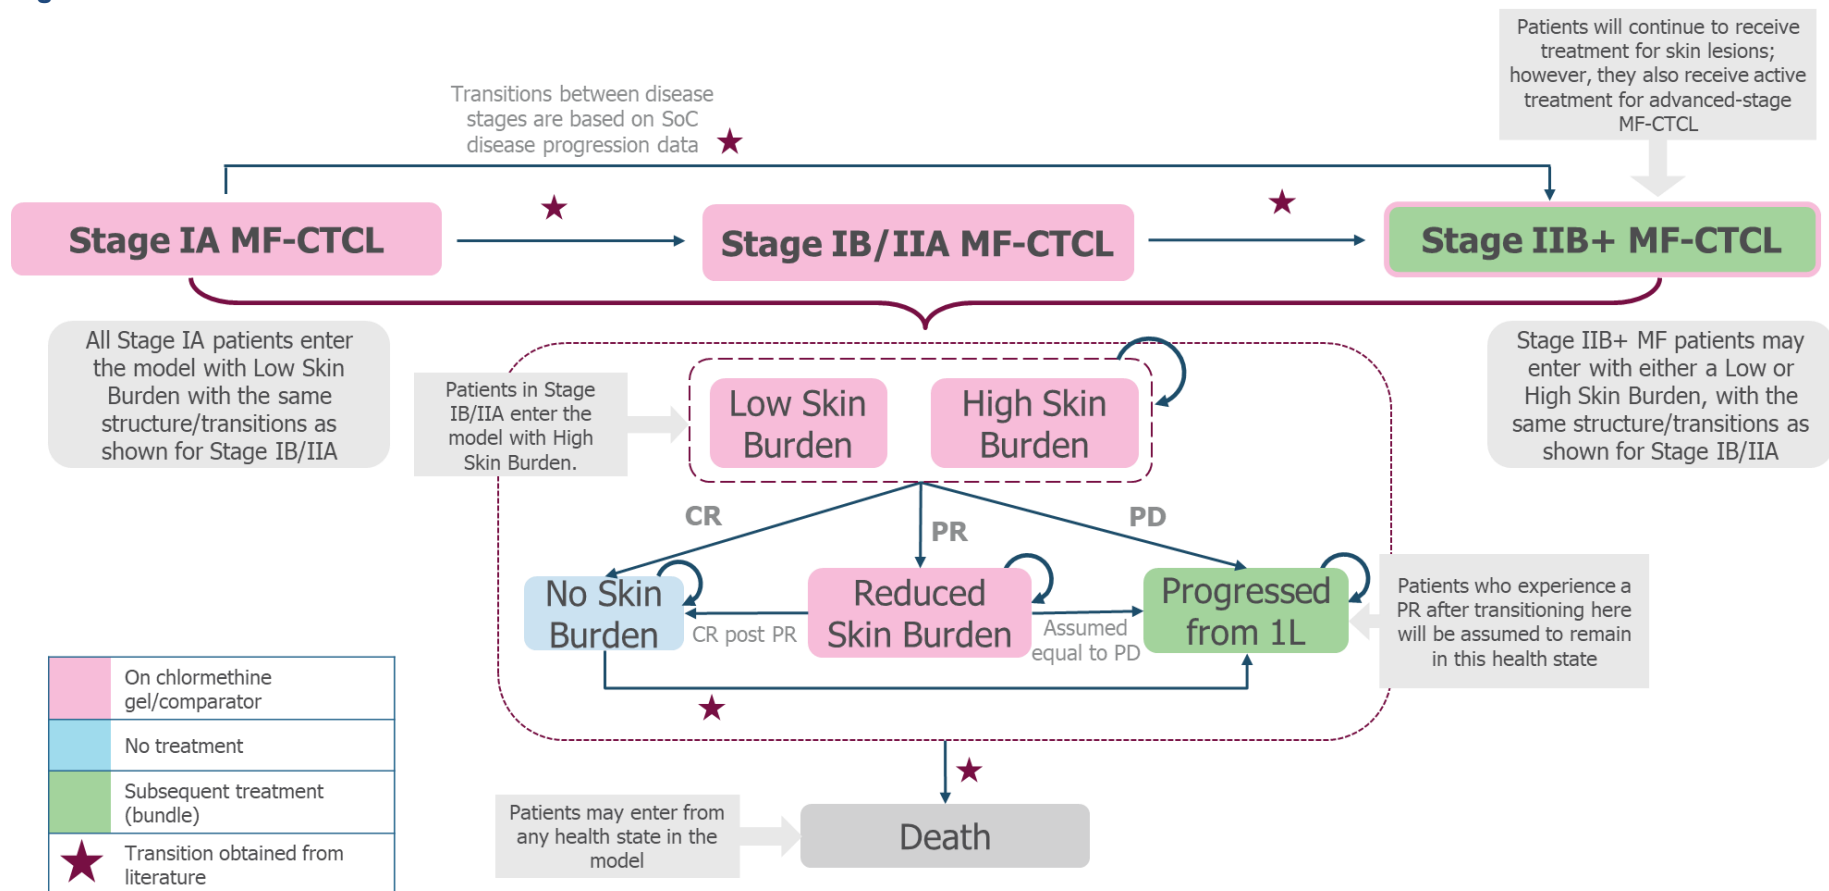 Patients will continue to receive
treatment for skin lesions;
however, they also receive active
treatment for advanced-stage
MF-CTCL
Transitions between disease
stages are based on SoC
disease progression data
Stage IA MF-CTCL
Stage IB/IIA MF-CTCL
Stage IIB+ MF-CTCL
All Stage IA patients enter
the model with Low Skin
Burden with the same
structure/transitions as
shown for Stage IB/IIA
Patients in Stage
IB/IIA enter the
model with High
Skin Burden.
Low Skin
Burden
High Skin
Burden
Stage IIB+ MF patients may
enter with either a Low or
High Skin Burden, with the
same structure/transitions as
shown for Stage IB/IIA
CR
PR
PD
No Skin
Burden
CR post PR
Reduced
Skin Burden
Assumed
equal to PD
Progressed
from 1L
Patients who experience a
PR after transitioning here
will be assumed to remain
in this health state
On chlormethine
gel/comparator
No treatment
Subsequent treatment
(bundle)
Transition obtained from
literature
Patients may enter from
any health state in the
model
Death